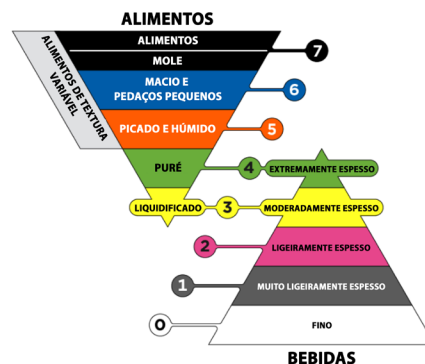 ALIMENTOS
ALIMENTOS
MOLE
7
ALIMENTOS DE TEXTURA
VARIÁVEL
MACIO E
PEDAÇOS PEQUENOS
6
PICADO E HÚMIDO
5
PURÉ
4
EXTREMAMENTE ESPESSO
LIQUIDIFICADO
3
MODERADAMENTE ESPESSO
2
LIGEIRAMENTE ESPESSO
1
MUITO LIGEIRAMENTE ESPESSO
0
FINO
BEBIDAS